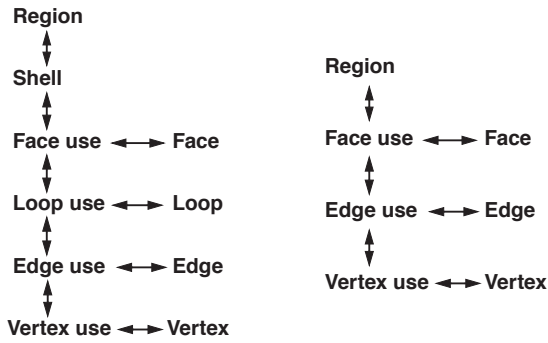 Region
Shell
Face use Face
Loop use Loop
Edge use Edge
Vertex use Vertex
Region
Face use Face
Edge use Edge
Vertex use Vertex